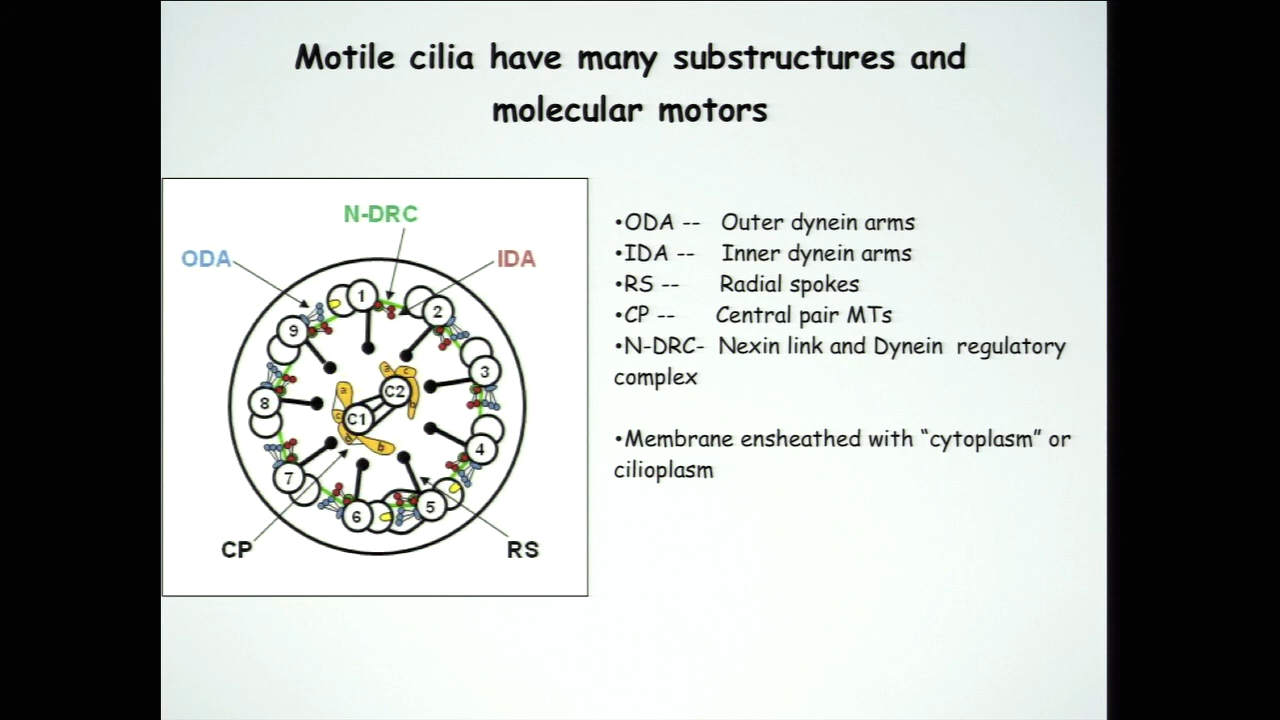 Motile cilia have many substructures and
molecular motors
N-DRC
ODA
IDA
1
2
3
4
5
6
7
8
9
C1
C2
a
c
b
a
c
d
b
CP
RS
•ODA -- Outer dynein arms
•IDA -- Inner dynein arms
•RS -- Radial spokes
•CP -- Central pair MTs
•N-DRC- Nexin link and Dynein regulatory
complex
•Membrane ensheathed with “cytoplasm” or
cilioplasm